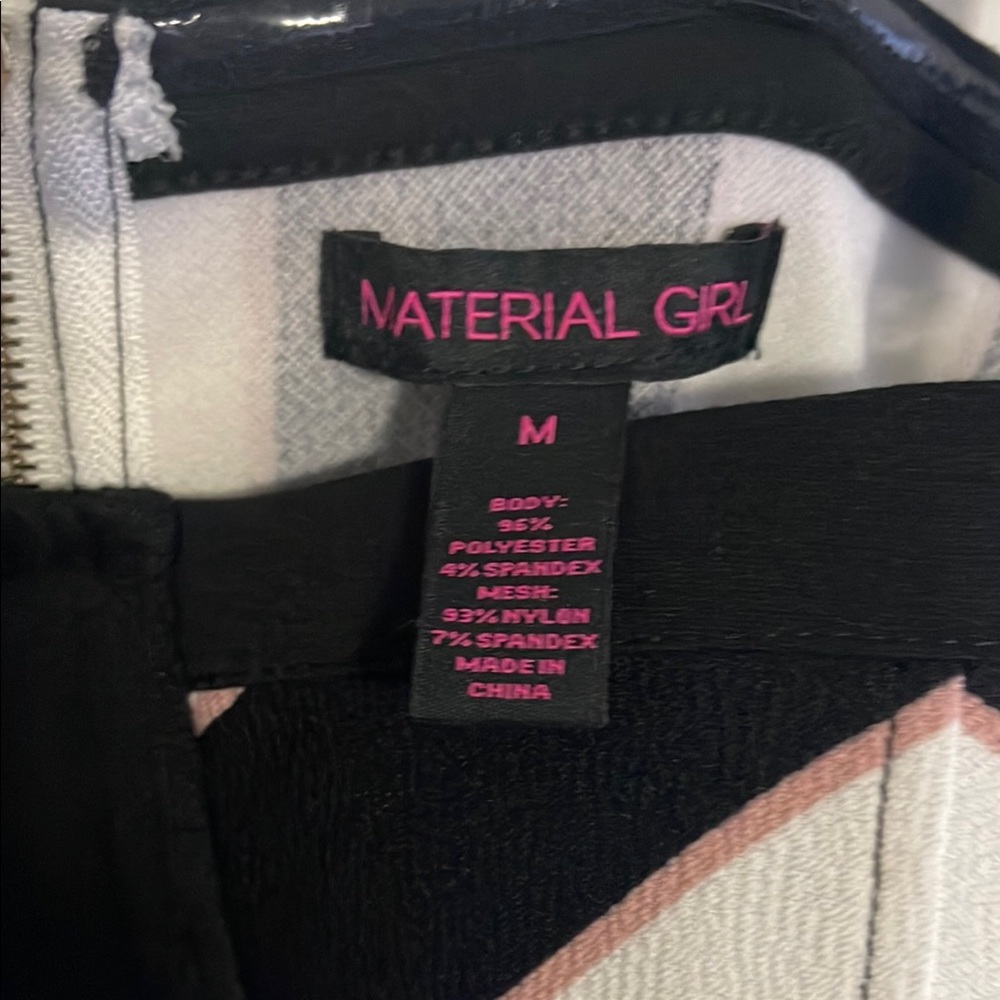 MATERIAL GIRL
M
BODY:
96%
POLYESTER
4% SPANDEX
MESH:
93% NYLON
7% SPANDEX
MADE IN
CHINA